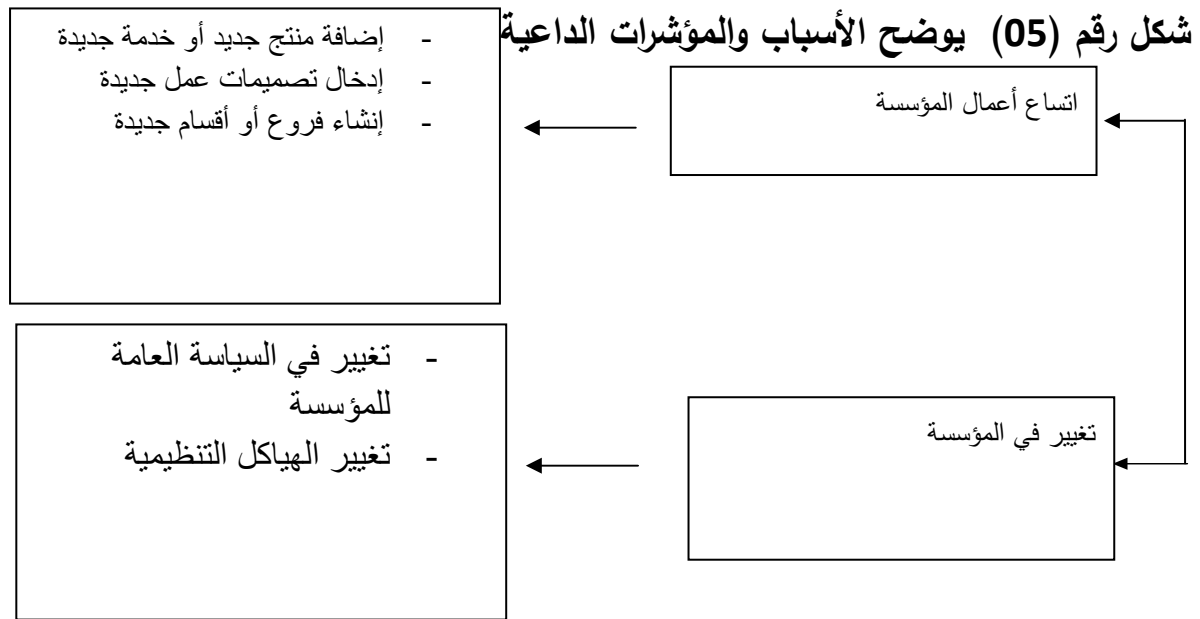 شكل رقم (05) يوضح الأسباب والمؤشرات الداعية
اتساع أعمال المؤسسة
- إضافة منتج جديد أو خدمة جديدة
- إدخال تصميمات عمل جديدة
- إنشاء فروع أو أقسام جديدة
تغيير في المؤسسة
- تغيير في السياسة العامة
للمؤسسة
- تغيير الهياكل التنظيمية